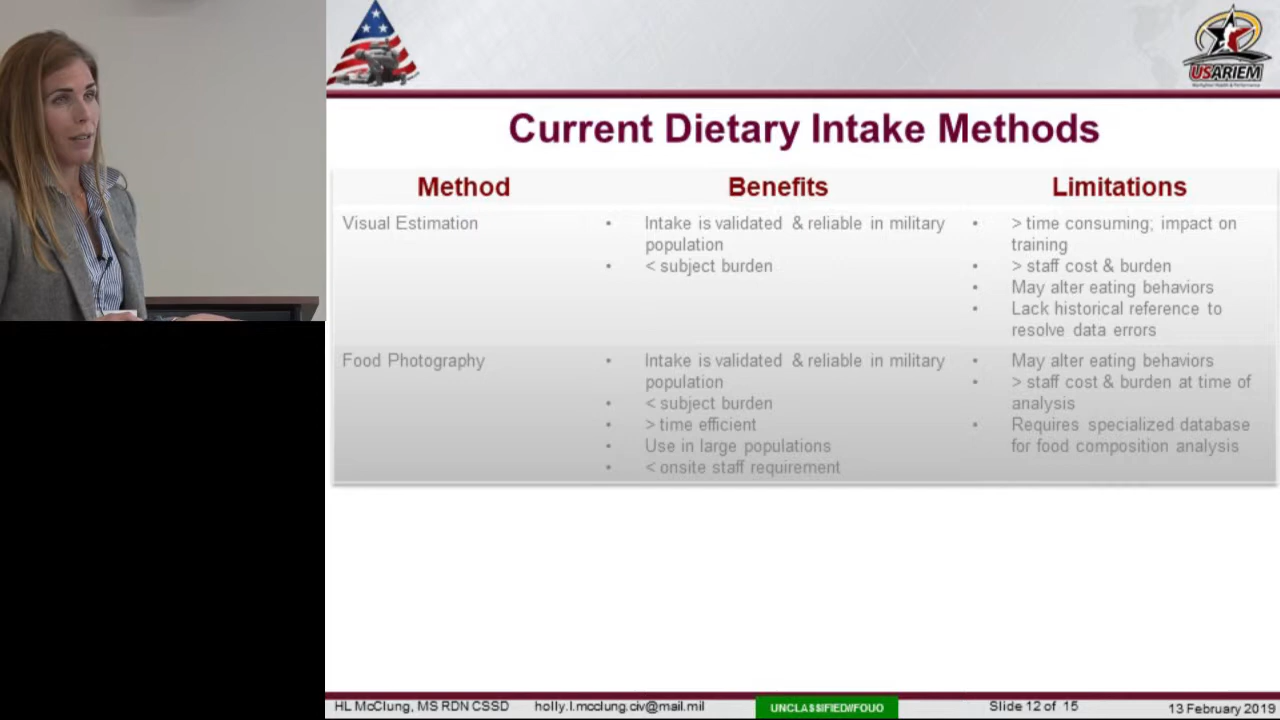 USARIEM
Warfighter Health & Performance
Current Dietary Intake Methods
Method Benefits Limitations
Visual Estimation
• Intake is validated & reliable in military
population
• < subject burden
• > time consuming; impact on
training
• > staff cost & burden
• May alter eating behaviors
• Lack historical reference to
resolve data errors
Food Photography
• Intake is validated & reliable in military
population
• < subject burden
• > time efficient
• Use in large populations
• < onsite staff requirement
• May alter eating behaviors
• > staff cost & burden at time of
analysis
• Requires specialized database
for food composition analysis
HL McClung, MS RDN CSSD holly.l.mcclung.civ@mail.mil UNCLASSIFIED//FOUO Slide 12 of 15 13 February 2019